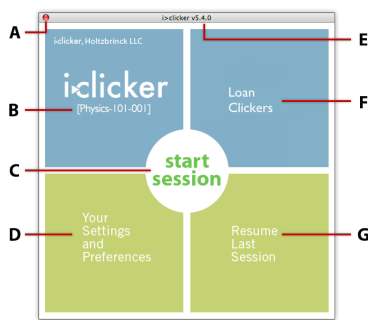 i>clicker v5.4.0
A
E
i>clicker, Holtzbrinck LLC
i>clicker
B
[Physics-101-001]
Loan
Clickers
F
C
start
session
D
Your
Settings
and
Preferences
Resume
Last
Session
G